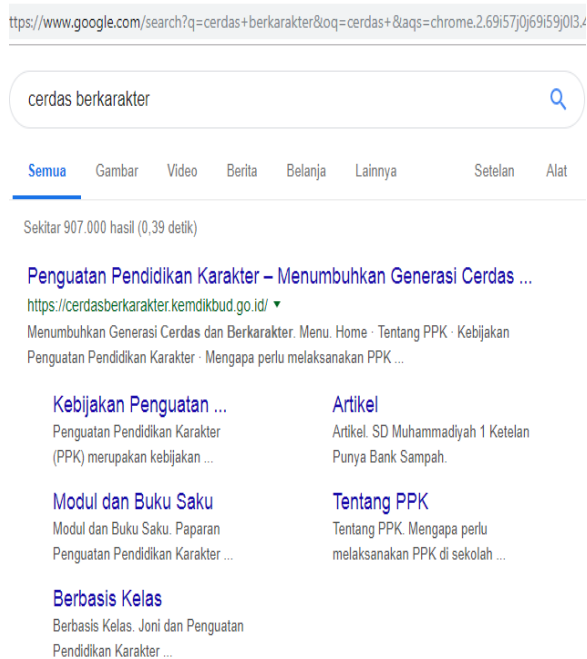 ttps://www.google.com/search?q=cerdas+berkarakter&oq=cerdas+&aqs=chrome.2.69i57j0j69i59j0l3.4
cerdas berkarakter
Semua Gambar Video Berita Belanja Lainnya Setelan Alat
Sekitar 907.000 hasil (0,39 detik)
Penguatan Pendidikan Karakter – Menumbuhkan Generasi Cerdas ...
https://cerdasberkarakter.kemdikbud.go.id/
Menumbuhkan Generasi Cerdas dan Berkarakter. Menu. Home · Tentang PPK · Kebijakan
Penguatan Pendidikan Karakter · Mengapa perlu melaksanakan PPK ...
Kebijakan Penguatan ...
Penguatan Pendidikan Karakter
(PPK) merupakan kebijakan ...
Artikel
Artikel. SD Muhammadiyah 1 Ketelan
Punya Bank Sampah.
Modul dan Buku Saku
Modul dan Buku Saku. Paparan
Penguatan Pendidikan Karakter ...
Tentang PPK
Tentang PPK. Mengapa perlu
melaksanakan PPK di sekolah ...
Berbasis Kelas
Berbasis Kelas. Joni dan Penguatan
Pendidikan Karakter ...